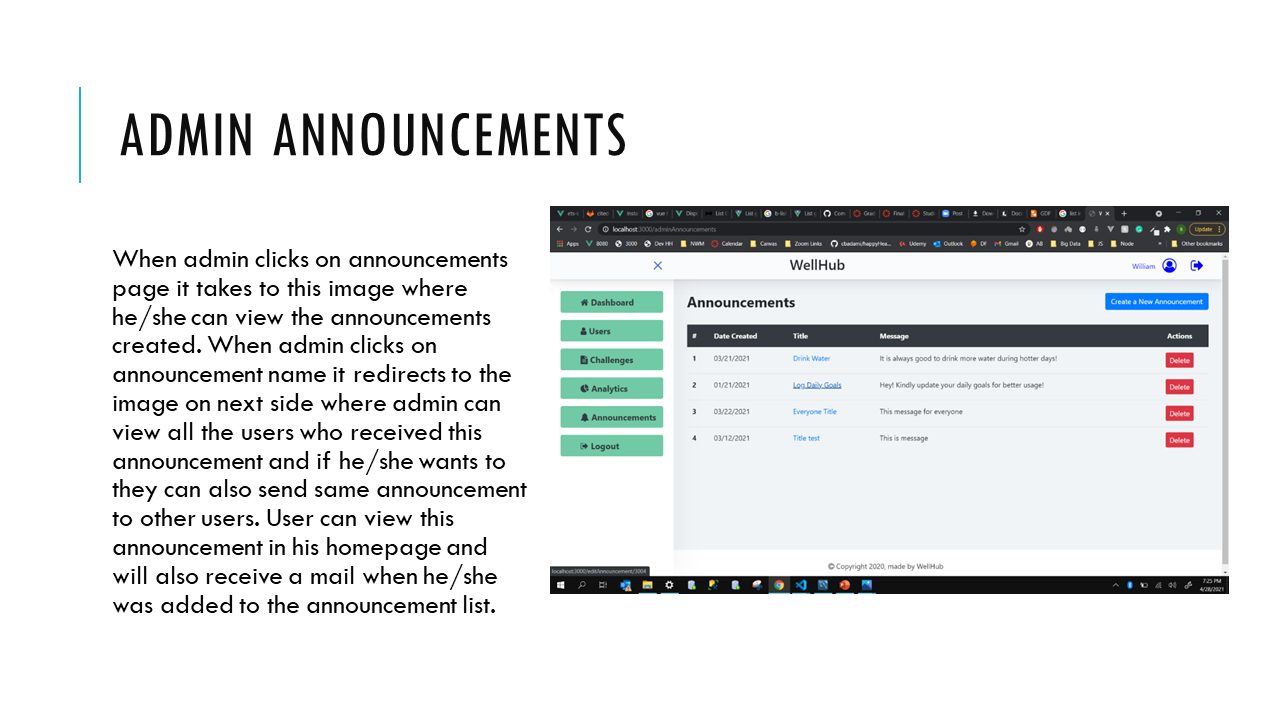 ADMIN ANNOUNCEMENTS
When admin clicks on announcements
page it takes to this image where
he/she can view the announcements
created. When admin clicks on
announcement name it redirects to the
image on next side where admin can
view all the users who received this
announcement and if he/she wants to
they can also send same announcement
to other users. User can view this
announcement in his homepage and
will also receive a mail when he/she
was added to the announcement list.
localhost:3000/adminAnnouncements
Update
Apps 8080 3000 Dev HH NWM Calendar Canvas Zoom Links cbadam/happyHea... Udemy Outlook DF Gmail AB Big Data JS Node » Other bookmarks
WellHub
William
Dashboard
Users
Challenges
Analytics
Announcements
Logout
Announcements
Create a New Announcement
# Date Created Title Message Actions
1 03/21/2021 Drink Water It is always good to drink more water during hotter days! Delete
2 01/21/2021 Log Daily Goals Hey! Kindly update your daily goals for better usage! Delete
3 03/22/2021 Everyone Title This message for everyone Delete
4 03/12/2021 Title test This is message Delete
© Copyright 2020, made by WellHub
localhost:3000/editAnnouncement/3004
7:25 PM
4/28/2021